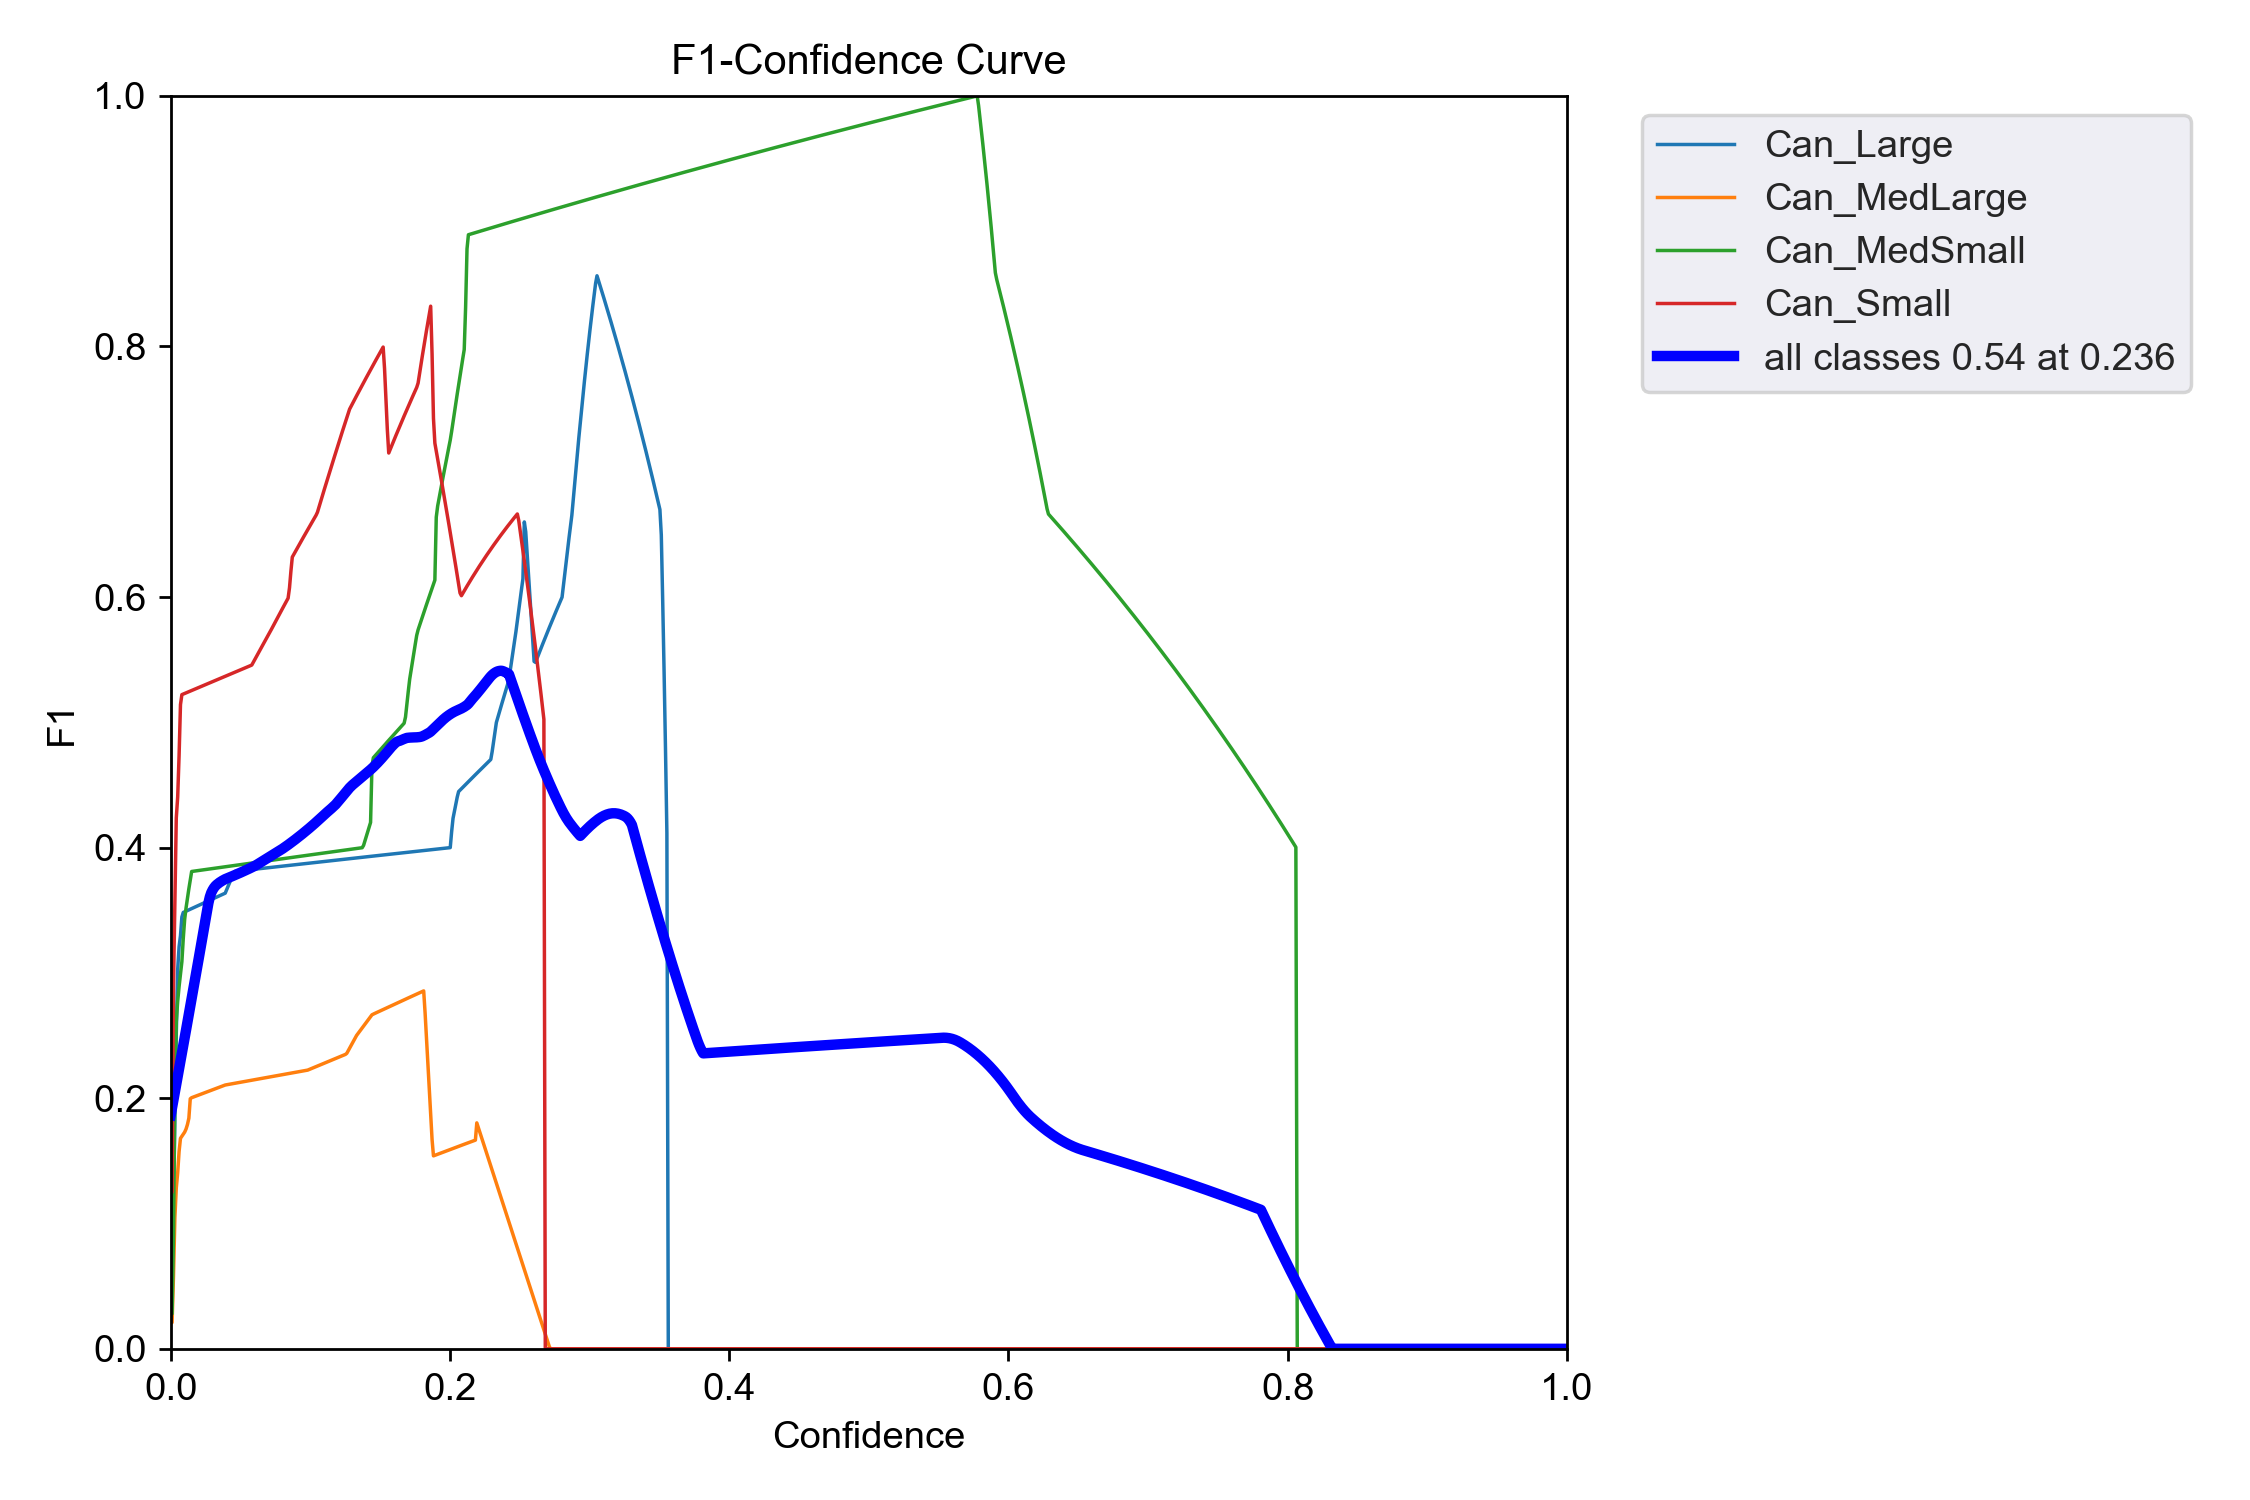 F1-Confidence Curve
1.0
0.8
0.6
0.4
0.2
0.0
F1
0.0 0.2 0.4 0.6 0.8 1.0
Confidence
Can_Large
Can_MedLarge
Can_MedSmall
Can_Small
all classes 0.54 at 0.236